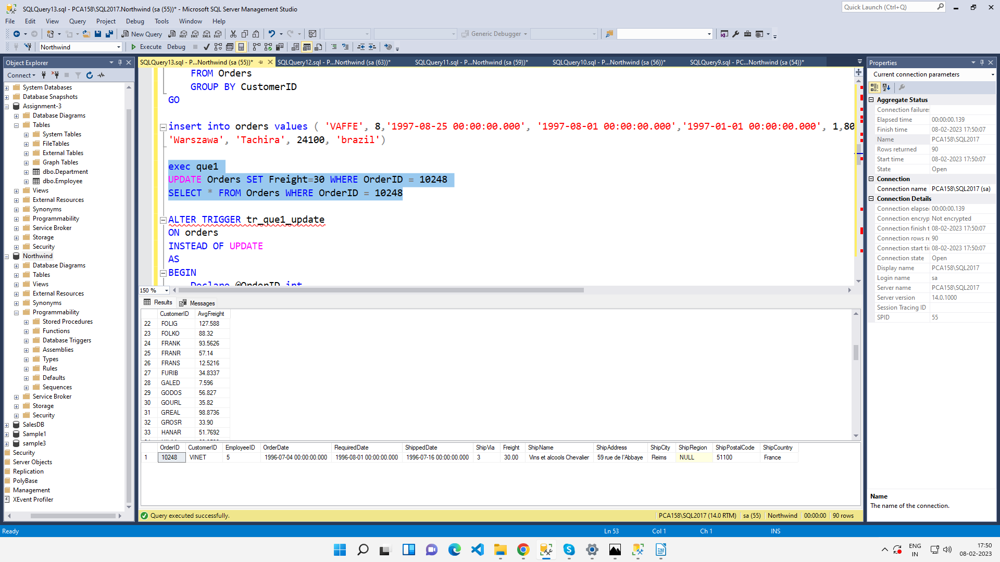 SQLQuery13.sql - PCA158\SQL2017.Northwind (sa (55))* - Microsoft SQL Server Management Studio
Quick Launch (Ctrl+Q)
File Edit View Query Project Debug Tools Window Help
New Query
Generic Debugger
Northwind
Execute Debug
Object Explorer
Connect
System Databases
Database Snapshots
Assignment-3
Database Diagrams
Tables
System Tables
FileTables
External Tables
Graph Tables
dbo.Department
dbo.Employee
Views
External Resources
Synonyms
Programmability
Service Broker
Storage
Security
Northwind
Database Diagrams
Tables
Views
External Resources
Synonyms
Programmability
Stored Procedures
Functions
Database Triggers
Assemblies
Types
Rules
Defaults
Sequences
Service Broker
Storage
Security
SalesDB
Sample1
sample3
Security
Server Objects
Replication
PolyBase
Management
XEvent Profiler
SQLQuery13.sql - P...Northwind (sa (55))* SQLQuery12.sql - P...Northwind (sa (63))* SQLQuery11.sql - P...Northwind (sa (59))* SQLQuery10.sql - P...Northwind (sa (56))* SQLQuery9.sql - PC...Northwind (sa (54))*
FROM Orders
GROUP BY CustomerID
GO
insert into orders values ( 'VAFFE', 8,'1997-08-25 00:00:00.000', '1997-08-01 00:00:00.000','1997-01-01 00:00:00.000', 1,80
'Warszawa', 'Tachira', 24100, 'brazil')
exec que1
UPDATE Orders SET Freight=30 WHERE OrderID = 10248
SELECT * FROM Orders WHERE OrderID = 10248
ALTER TRIGGER tr_que1_update
ON orders
INSTEAD OF UPDATE
AS
BEGIN
Declare @OrderID int
150 %
Results Messages
CustomerID AvgFreight
22 FOLIG 127.588
23 FOLKO 88.32
24 FRANK 93.5626
25 FRANR 57.14
26 FRANS 12.5216
27 FURIB 34.8337
28 GALED 7.596
29 GODOS 56.827
30 GOURL 35.82
31 GREAL 98.8736
32 GROSR 33.90
33 HANAR 51.7692
OrderID CustomerID EmployeeID OrderDate RequiredDate ShippedDate ShipVia Freight ShipName ShipAddress ShipCity ShipRegion ShipPostalCode ShipCountry
1 10248 VINET 5 1996-07-04 00:00:00.000 1996-08-01 00:00:00.000 1996-07-16 00:00:00.000 3 30.00 Vins et alcools Chevalier 59 rue de l'Abbaye Reims NULL 51100 France
Query executed successfully.
PCA158\SQL2017 (14.0 RTM) sa (55) Northwind 00:00:00 90 rows
Properties
Current connection parameters
Aggregate Status
Connection failures
Elapsed time 00:00:00.139
Finish time 08-02-2023 17:50:07
Name PCA158\SQL2017
Rows returned 90
Start time 08-02-2023 17:50:07
State Open
Connection
Connection name PCA158\SQL2017 (sa)
Connection Details
Connection elapse 00:00:00.139
Connection encryp Not encrypted
Connection finish t 08-02-2023 17:50:07
Connection rows re 90
Connection start ti 08-02-2023 17:50:07
Connection state Open
Display name PCA158\SQL2017
Login name sa
Server name PCA158\SQL2017
Server version 14.0.1000
Session Tracing ID
SPID 55
Name
The name of the connection.
Ready
Ln 53 Col 1 Ch 1 INS
ENG
IN
17:50
08-02-2023